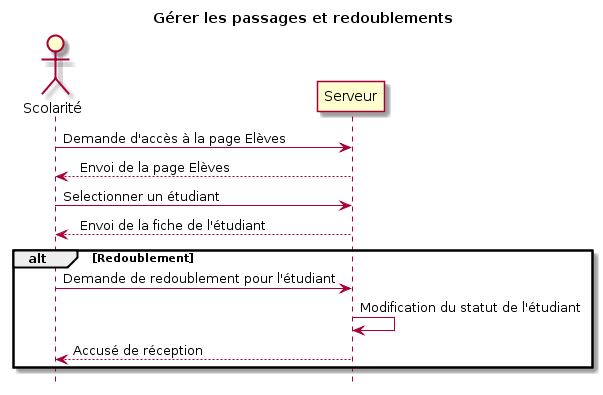 Gérer les passages et redoublements
Scolarité
Serveur
Demande d'accès à la page Elèves
Envoi de la page Elèves
Selectionner un étudiant
Envoi de la fiche de l'étudiant
alt [Redoublement]
Demande de redoublement pour l'étudiant
Modification du statut de l'étudiant
Accusé de réception